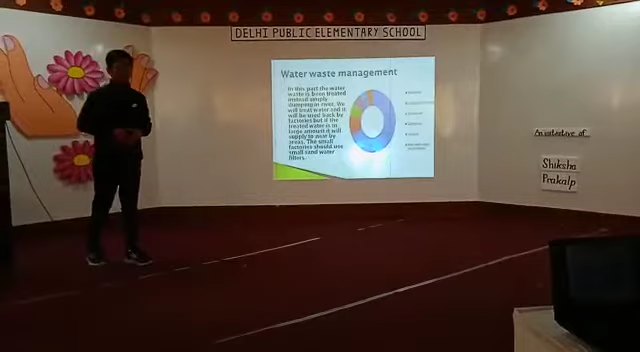 DELHI PUBLIC ELEMENTARY SCHOOL
Water waste management
In this part the water
waste is been treated
instead simply
dumping in river. We
will treat water and it
will be used back by
factories but if the
treated water is in
large amount it will
supply to near by
areas. The small
factories should use
small sand water
filters.
An initiative of
Shiksha
Prakalp